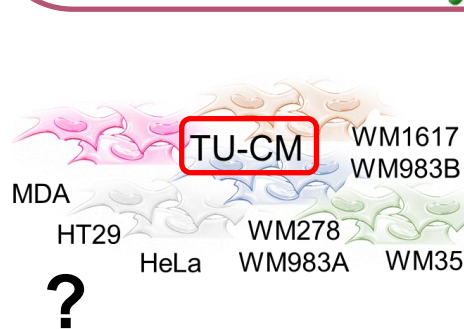 TU-CM
WM1617
WM983B
MDA
HT29
WM278
HeLa
WM983A
WM35
?